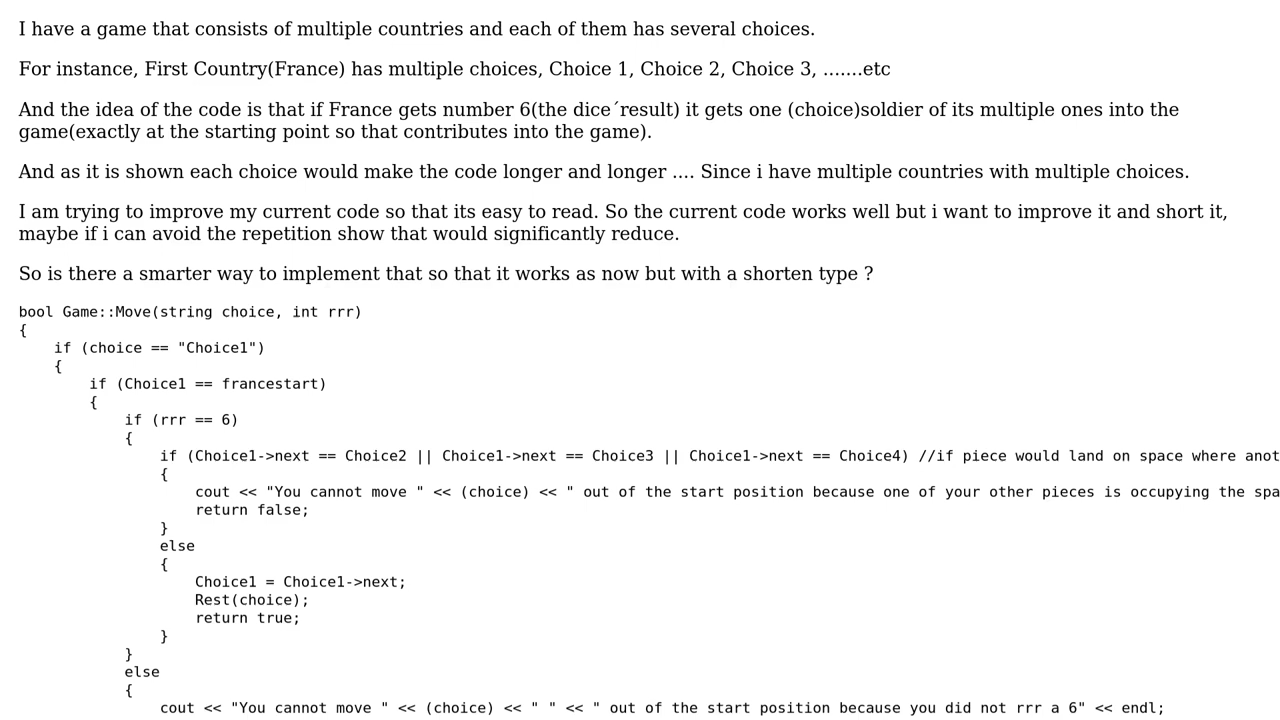 I have a game that consists of multiple countries and each of them has several choices.
For instance, First Country(France) has multiple choices, Choice 1, Choice 2, Choice 3, .......etc
And the idea of the code is that if France gets number 6(the dice´result) it gets one (choice)soldier of its multiple ones into the
game(exactly at the starting point so that contributes into the game).
And as it is shown each choice would make the code longer and longer .... Since i have multiple countries with multiple choices.
I am trying to improve my current code so that its easy to read. So the current code works well but i want to improve it and short it,
maybe if i can avoid the repetition show that would significantly reduce.
So is there a smarter way to implement that so that it works as now but with a shorten type ?
bool Game::Move(string choice, int rrr)
{
    if (choice == "Choice1")
    {
        if (Choice1 == francestart)
        {
            if (rrr == 6)
            {
                if (Choice1->next == Choice2 || Choice1->next == Choice3 || Choice1->next == Choice4) //if piece would land on space where anot
                {
                    cout << "You cannot move " << (choice) << " out of the start position because one of your other pieces is occupying the spa
                    return false;
                }
                else
                {
                    Choice1 = Choice1->next;
                    Rest(choice);
                    return true;
                }
            }
            else
            {
                cout << "You cannot move " << (choice) << " " << " out of the start position because you did not rrr a 6" << endl;